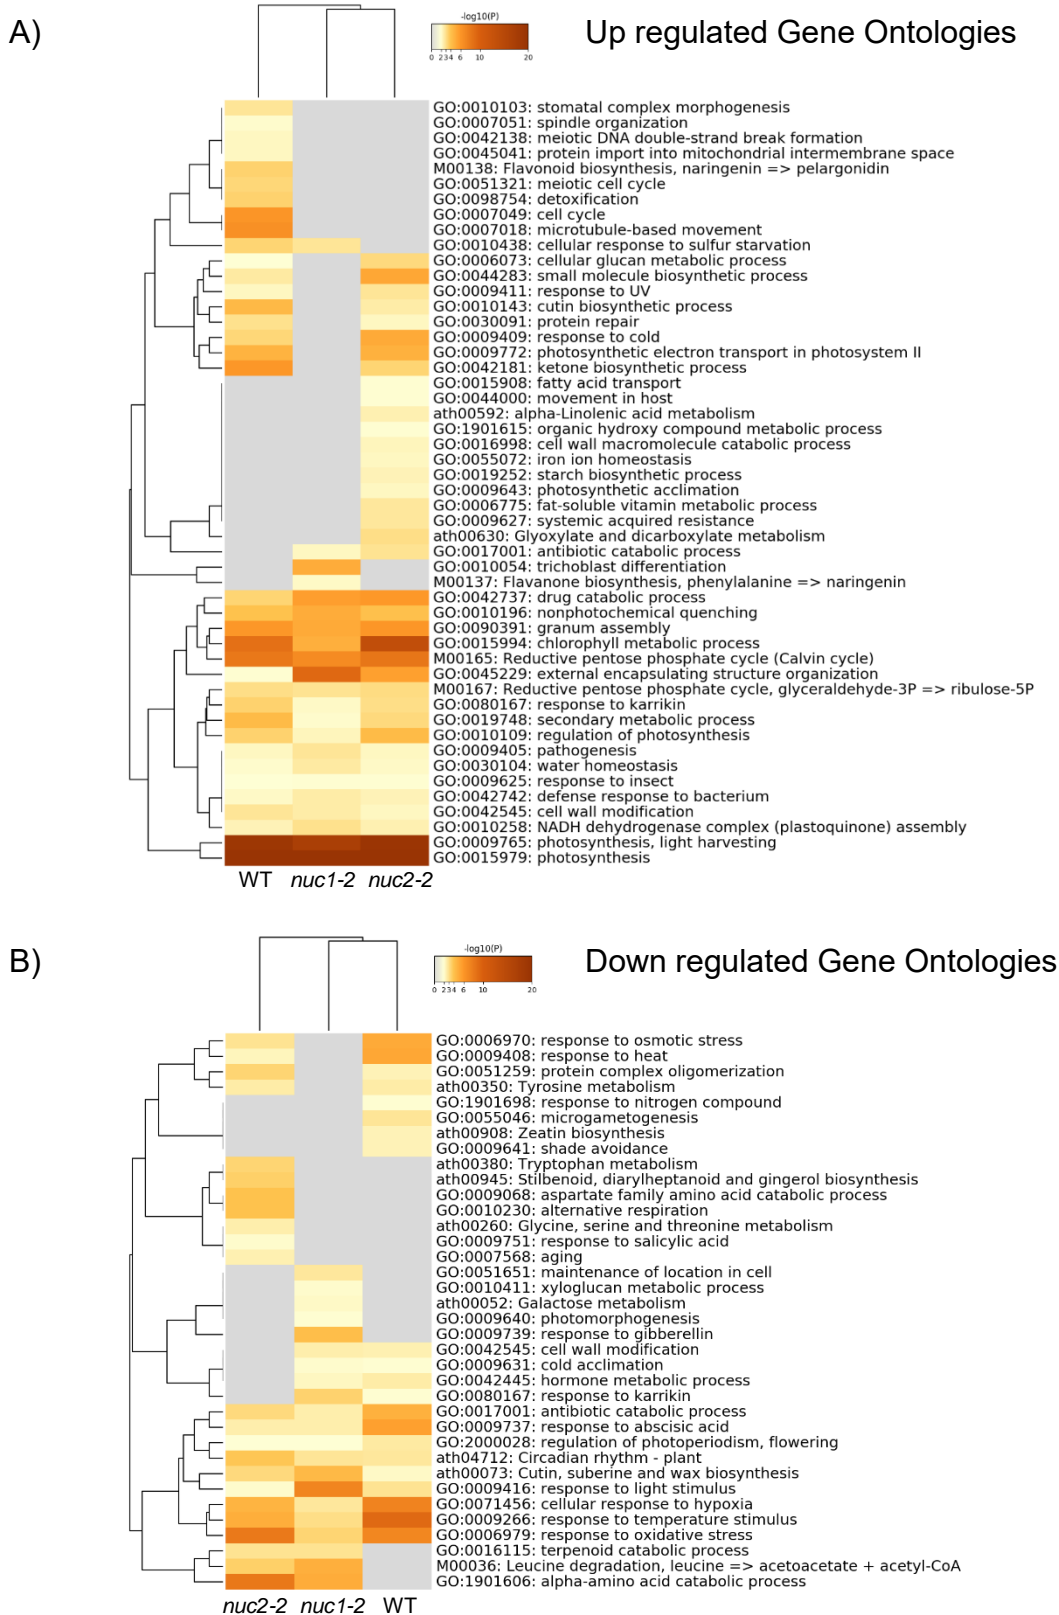 A)
-log10(P)
Up regulated Gene Ontologies
0 2 3 4 6 10 20
GO:0010103: stomatal complex morphogenesis
GO:0007051: spindle organization
GO:0042138: meiotic DNA double-strand break formation
GO:0045041: protein import into mitochondrial intermembrane space
M00138: Flavonoid biosynthesis, naringenin => pelargonidin
GO:0051321: meiotic cell cycle
GO:0098754: detoxification
GO:0007049: cell cycle
GO:0007018: microtubule-based movement
GO:0010438: cellular response to sulfur starvation
GO:0006073: cellular glucan metabolic process
GO:0044283: small molecule biosynthetic process
GO:0009411: response to UV
GO:0010143: cutin biosynthetic process
GO:0030091: protein repair
GO:0009409: response to cold
GO:0009772: photosynthetic electron transport in photosystem II
GO:0042181: ketone biosynthetic process
GO:0015908: fatty acid transport
GO:0044000: movement in host
ath00592: alpha-Linolenic acid metabolism
GO:1901615: organic hydroxy compound metabolic process
GO:0016998: cell wall macromolecule catabolic process
GO:0055072: iron ion homeostasis
GO:0019252: starch biosynthetic process
GO:0009643: photosynthetic acclimation
GO:0006775: fat-soluble vitamin metabolic process
GO:0009627: systemic acquired resistance
ath00630: Glyoxylate and dicarboxylate metabolism
GO:0017001: antibiotic catabolic process
GO:0010054: trichoblast differentiation
M00137: Flavanone biosynthesis, phenylalanine => naringenin
GO:0042737: drug catabolic process
GO:0010196: nonphotochemical quenching
GO:0090391: granum assembly
GO:0015994: chlorophyll metabolic process
M00165: Reductive pentose phosphate cycle (Calvin cycle)
GO:0045229: external encapsulating structure organization
M00167: Reductive pentose phosphate cycle, glyceraldehyde-3P => ribulose-5P
GO:0080167: response to karrikin
GO:0019748: secondary metabolic process
GO:0010109: regulation of photosynthesis
GO:0009405: pathogenesis
GO:0030104: water homeostasis
GO:0009625: response to insect
GO:0042742: defense response to bacterium
GO:0042545: cell wall modification
GO:0010258: NADH dehydrogenase complex (plastoquinone) assembly
GO:0009765: photosynthesis, light harvesting
GO:0015979: photosynthesis
WT nuc1-2 nuc2-2
B)
-log10(P)
Down regulated Gene Ontologies
0 2 3 4 6 10 20
GO:0006970: response to osmotic stress
GO:0009408: response to heat
GO:0051259: protein complex oligomerization
ath00350: Tyrosine metabolism
GO:1901698: response to nitrogen compound
GO:0055046: microgametogenesis
ath00908: Zeatin biosynthesis
GO:0009641: shade avoidance
ath00380: Tryptophan metabolism
ath00945: Stilbenoid, diarylheptanoid and gingerol biosynthesis
GO:0009068: aspartate family amino acid catabolic process
GO:0010230: alternative respiration
ath00260: Glycine, serine and threonine metabolism
GO:0009751: response to salicylic acid
GO:0007568: aging
GO:0051651: maintenance of location in cell
GO:0010411: xyloglucan metabolic process
ath00052: Galactose metabolism
GO:0009640: photomorphogenesis
GO:0009739: response to gibberellin
GO:0042545: cell wall modification
GO:0009631: cold acclimation
GO:0042445: hormone metabolic process
GO:0080167: response to karrikin
GO:0017001: antibiotic catabolic process
GO:0009737: response to abscisic acid
GO:2000028: regulation of photoperiodism, flowering
ath04712: Circadian rhythm - plant
ath00073: Cutin, suberine and wax biosynthesis
GO:0009416: response to light stimulus
GO:0071456: cellular response to hypoxia
GO:0009266: response to temperature stimulus
GO:0006979: response to oxidative stress
GO:0016115: terpenoid catabolic process
M00036: Leucine degradation, leucine => acetoacetate + acetyl-CoA
GO:1901606: alpha-amino acid catabolic process
nuc2-2 nuc1-2 WT